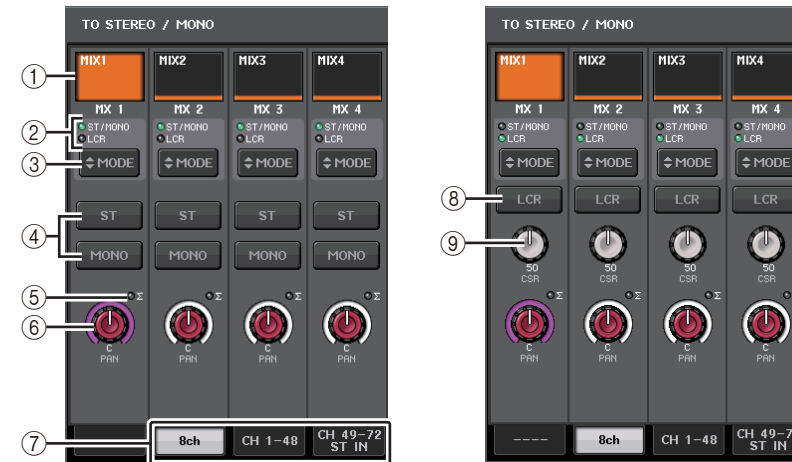 TO STEREO / MONO
MIX1 MIX2 MIX3 MIX4
MX 1 MX 2 MX 3 MX 4
ST/MONO ST/MONO ST/MONO ST/MONO
LCR LCR LCR LCR
MODE MODE MODE MODE
ST ST ST ST
MONO MONO MONO MONO
Σ Σ Σ Σ
C C C C
PAN PAN PAN PAN
8ch CH 1-48 CH 49-72
ST IN
① 
②
③
④
⑤
⑥
⑦
TO STEREO / MONO
MIX1 MIX2 MIX3 MIX4
MX 1 MX 2 MX 3 MX 4
ST/MONO ST/MONO ST/MONO ST/MONO
LCR LCR LCR LCR
MODE MODE MODE MODE
LCR LCR LCR LCR
50 50 50 50
CSR CSR CSR CSR
Σ Σ Σ
C C C C
PAN PAN PAN PAN
---- 8ch CH 1-48 CH 49-7
ST IN
⑧
⑨